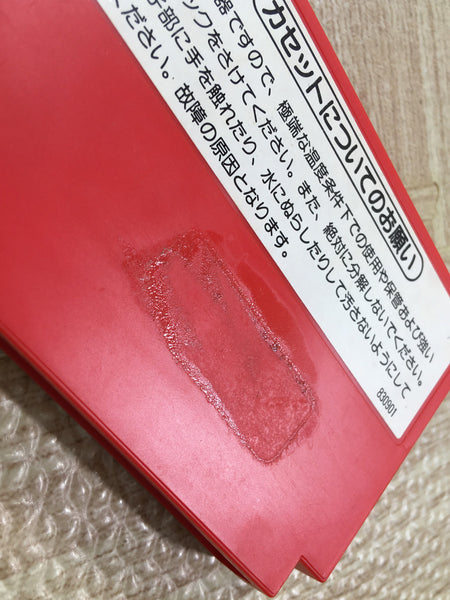 カセットについてのお願い
器ですので、極端な温度条件下での使用や保管および強い
ックをさけてください。また、絶対に分解しないでください。
子部に手を触れたり、水にぬらしたりして汚さないようにして
ください。故障の原因となります。
830901